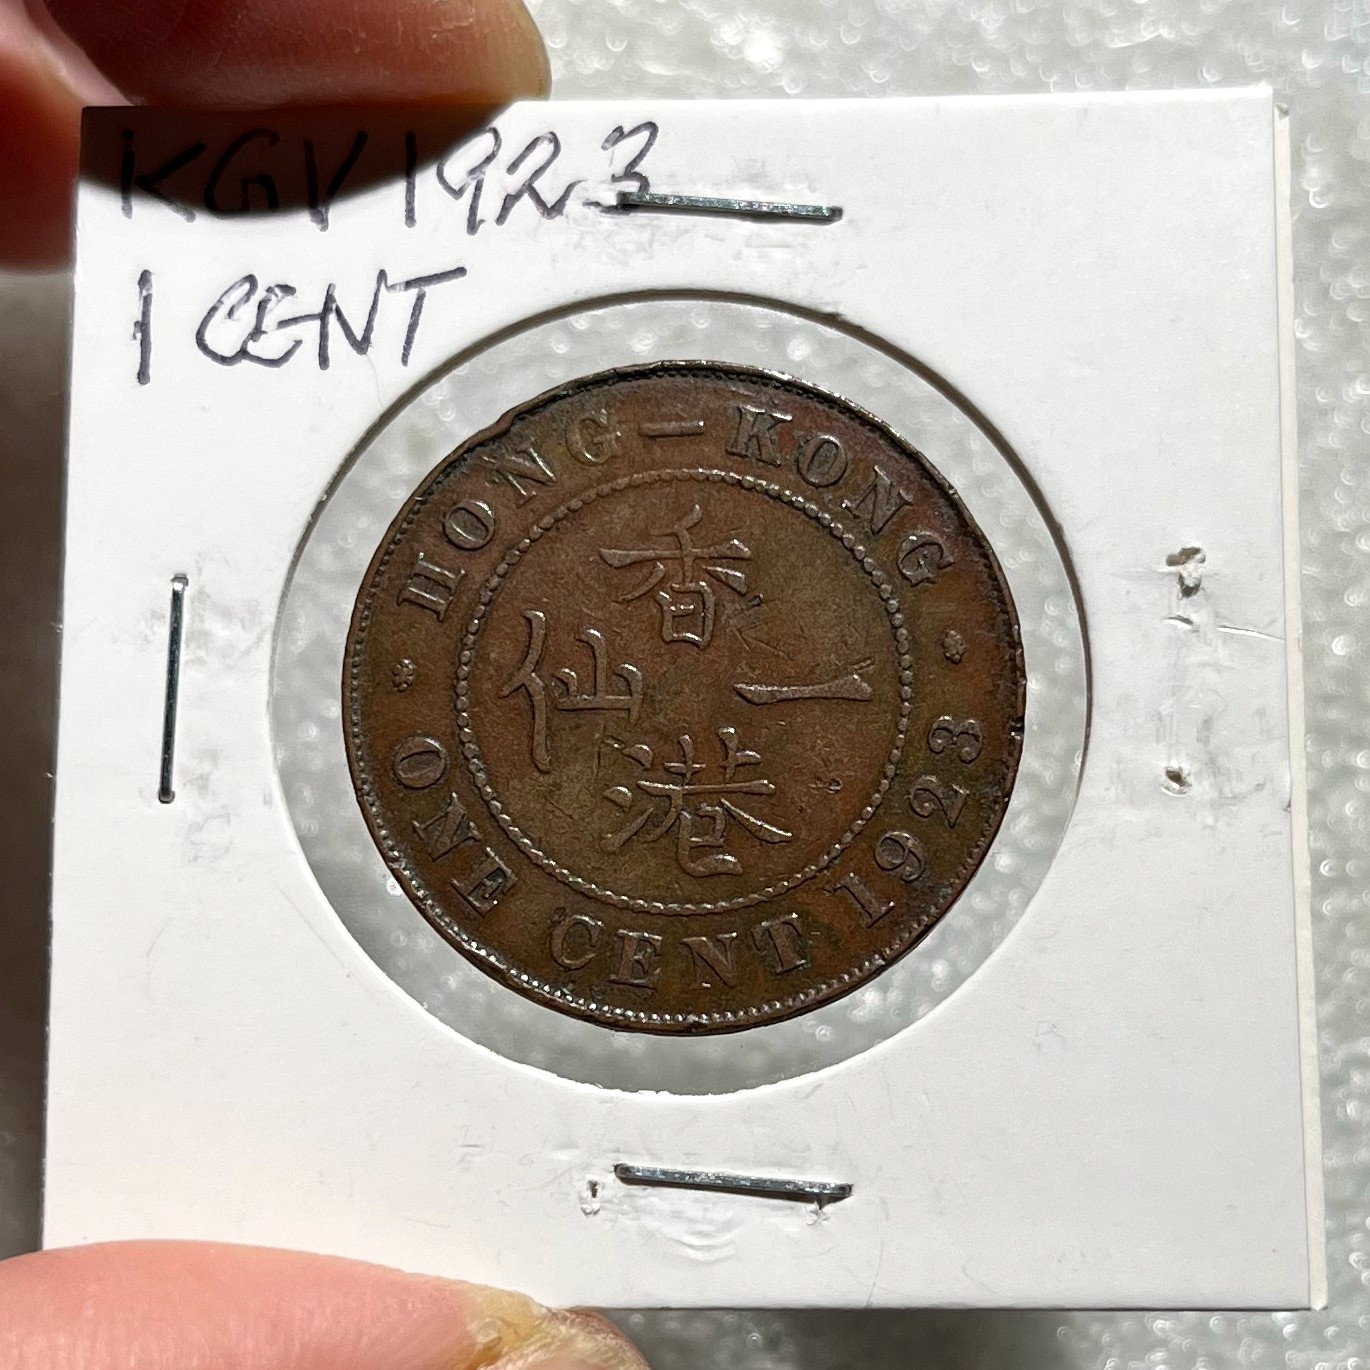 KGV 1923
1 CENT
HONG - KONG
香
仙 一
港
ONE CENT 1923